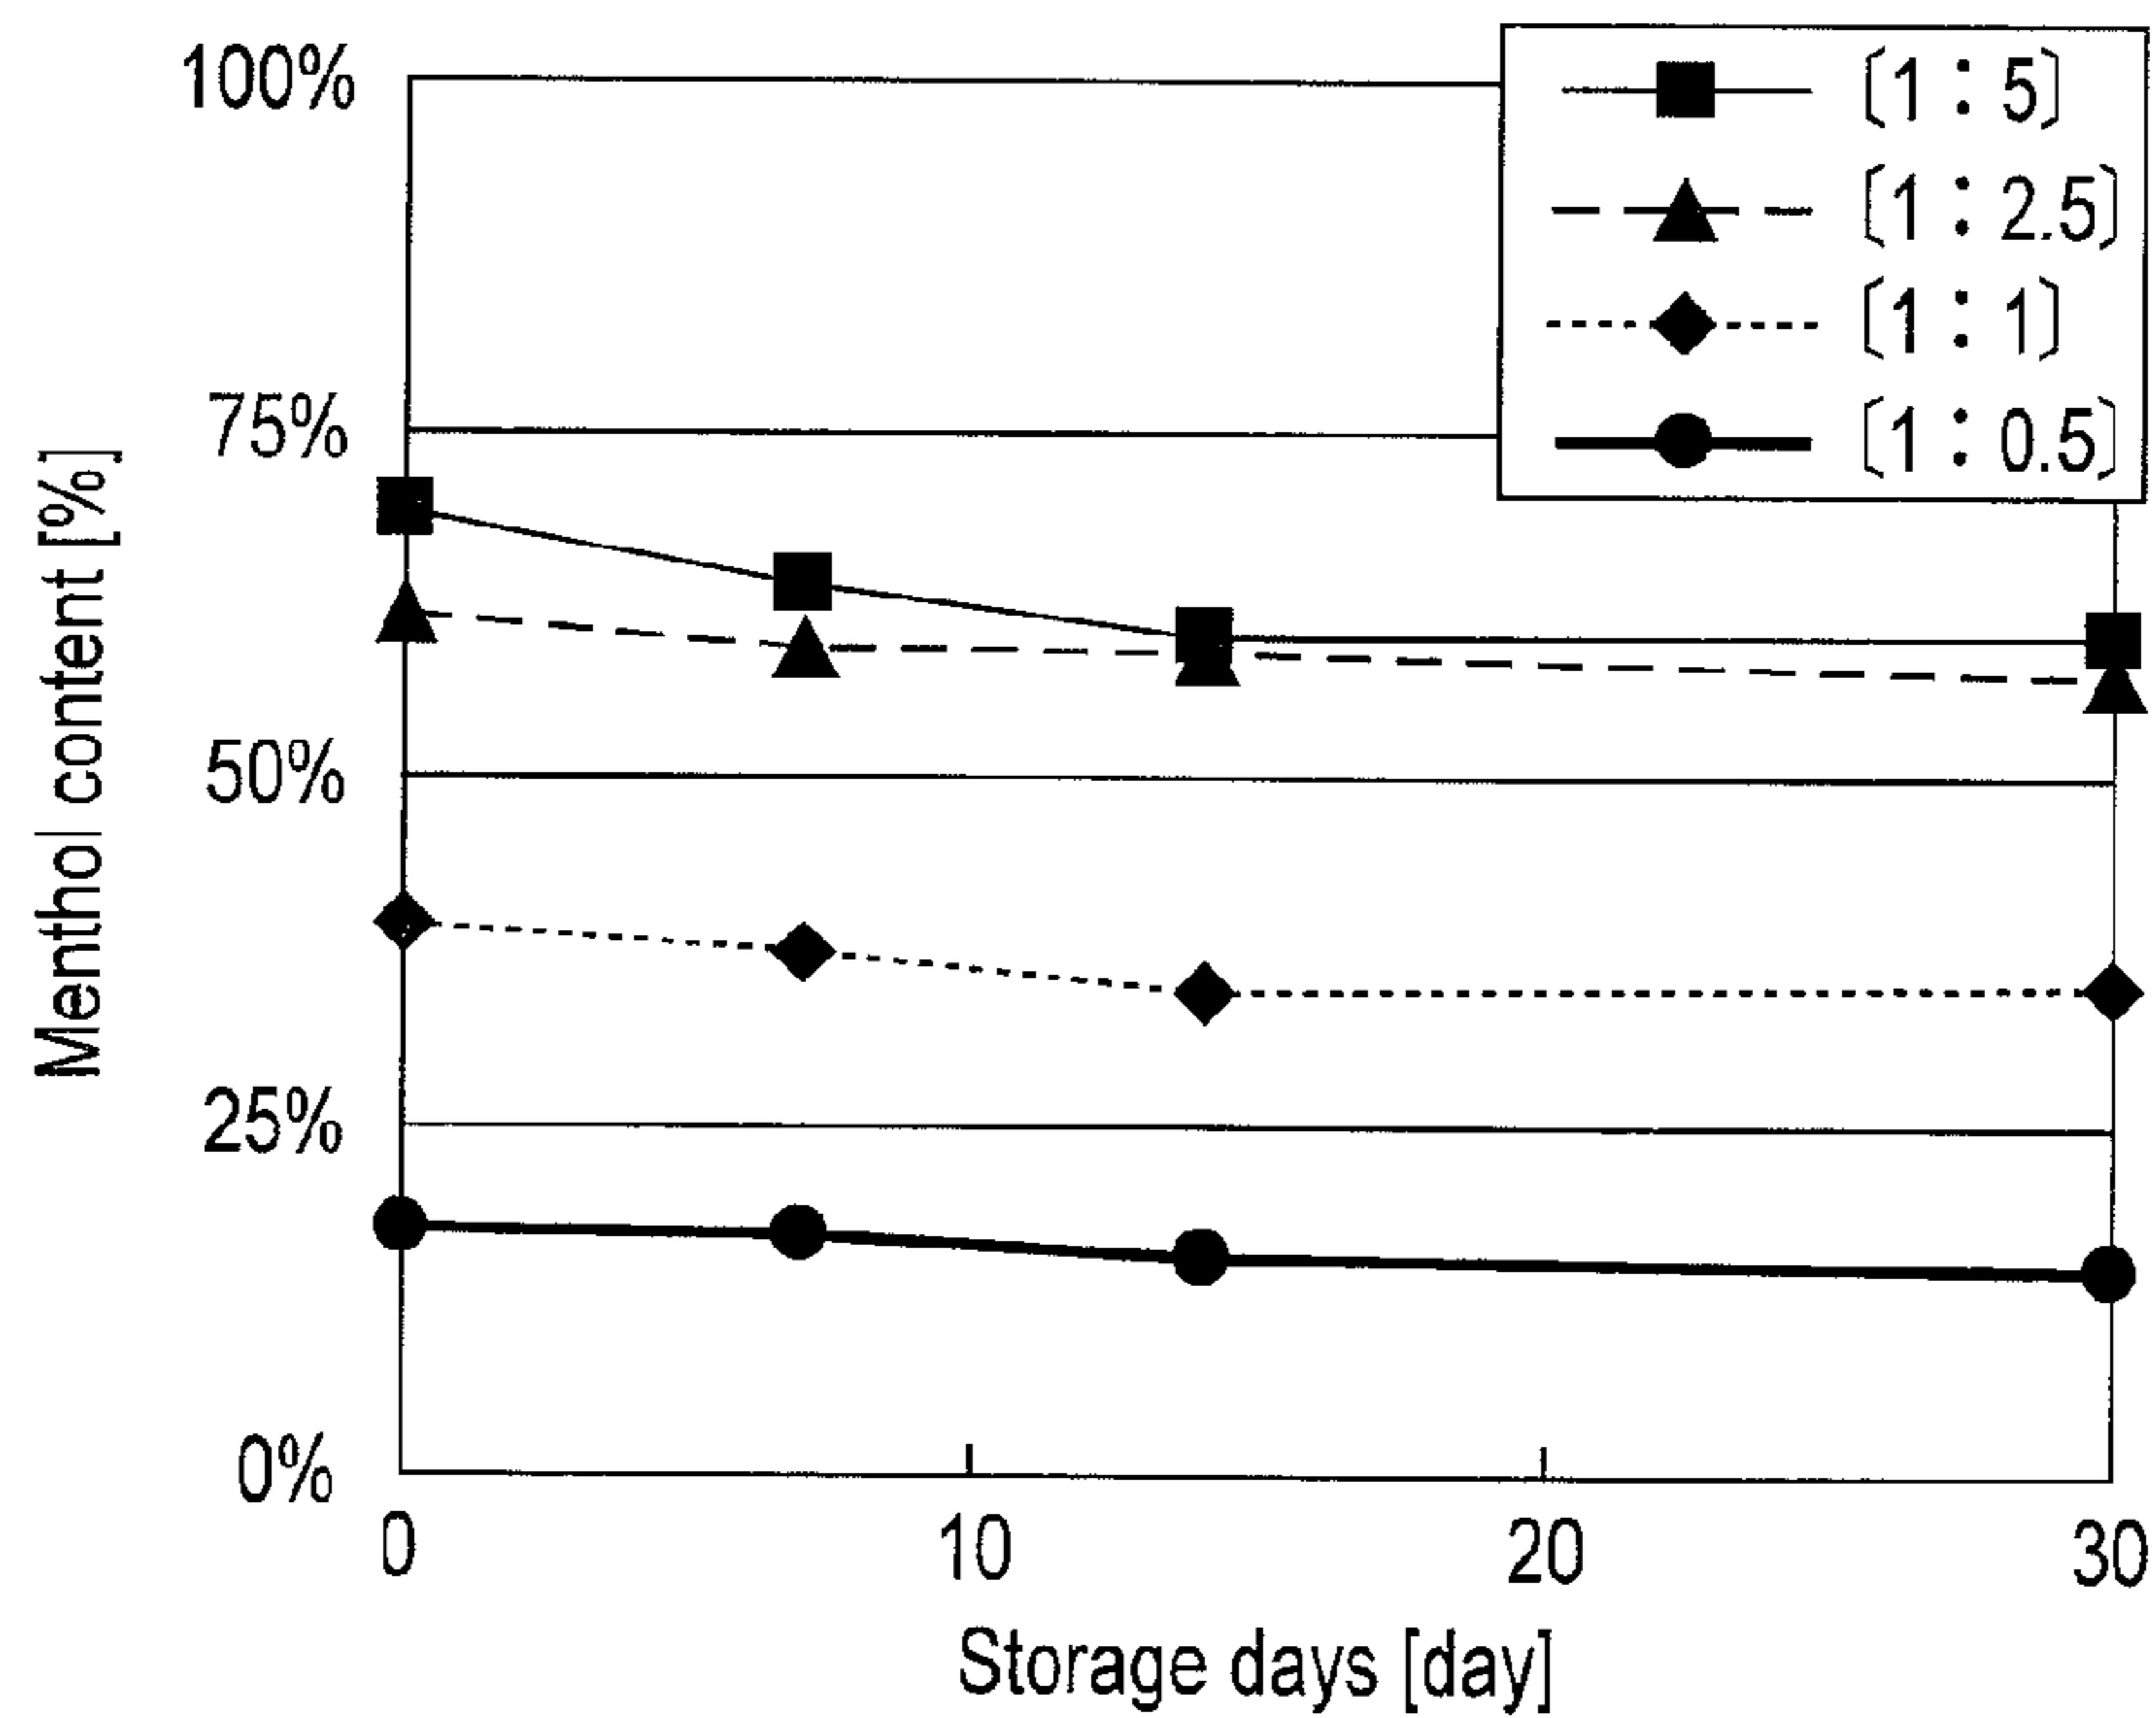 100%
75%
50%
25%
0%
Menthol content [%]
0
10
20
30
Storage days [day]
〔1 : 5〕
〔1 : 2.5〕
〔1 : 1〕
〔1 : 0.5〕